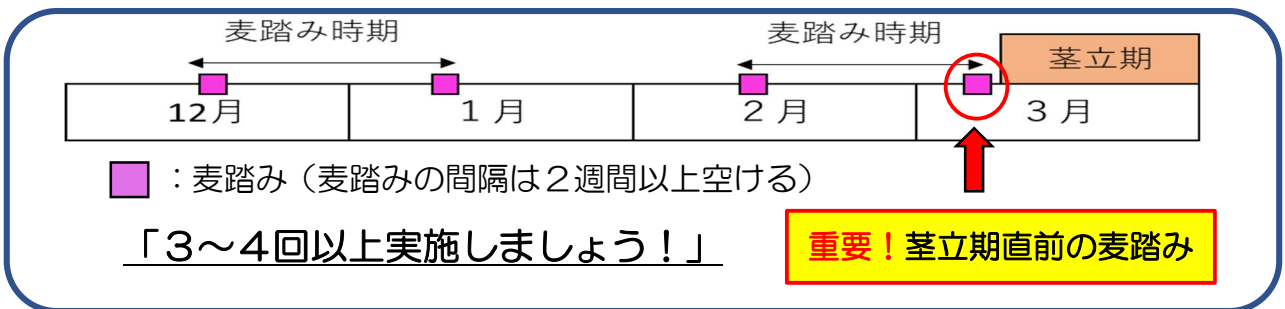 麦踏み時期
麦踏み時期
茎立期
12月
1月
2月
3月
：麦踏み（麦踏みの間隔は２週間以上空ける）
「３～４回以上実施しましょう！」
重要！茎立期直前の麦踏み